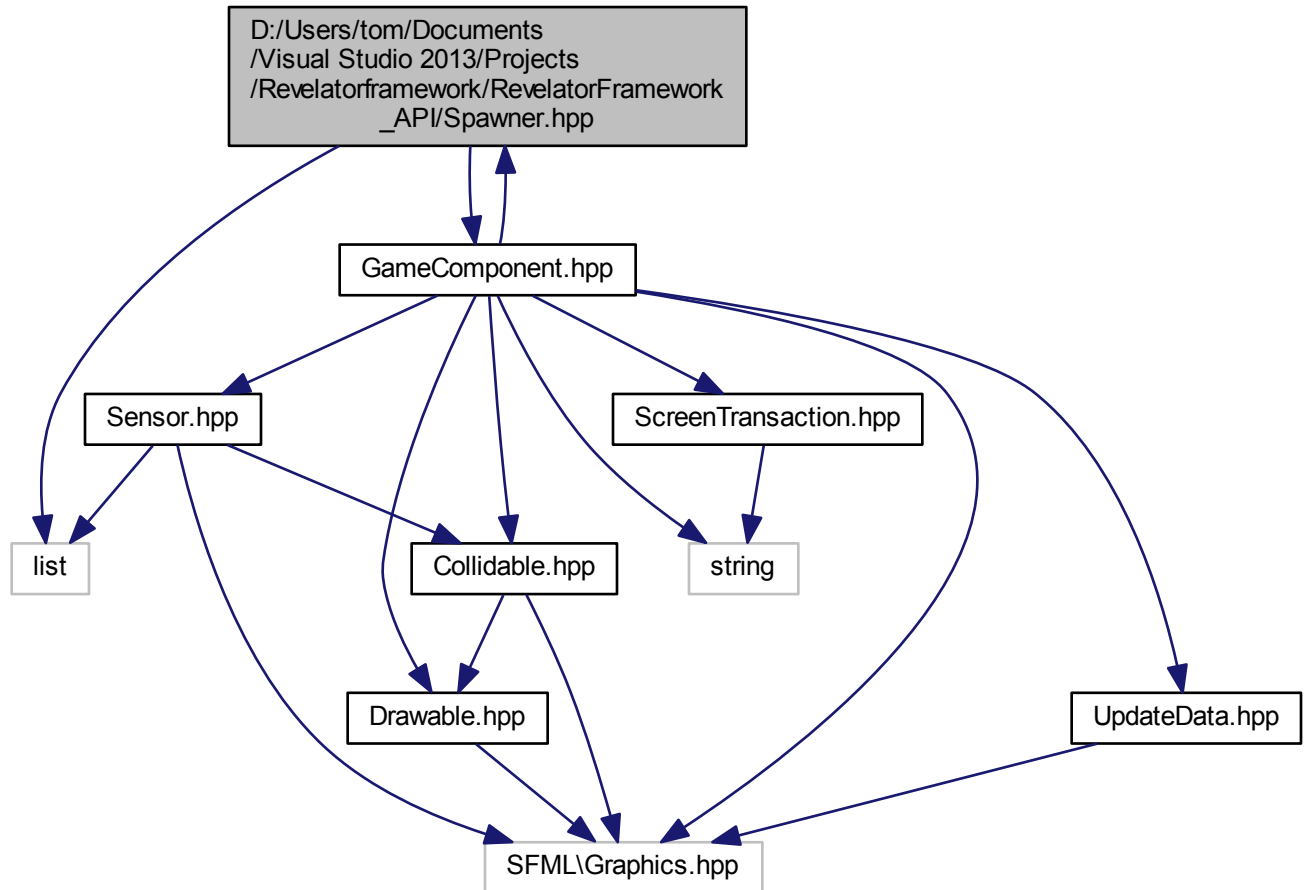 D:/Users/tom/Documents
/Visual Studio 2013/Projects
/Revelatorframework/RevelatorFramework
_API/Spawner.hpp
GameComponent.hpp
Sensor.hpp
ScreenTransaction.hpp
list
Collidable.hpp
string
Drawable.hpp
UpdateData.hpp
SFML\Graphics.hpp